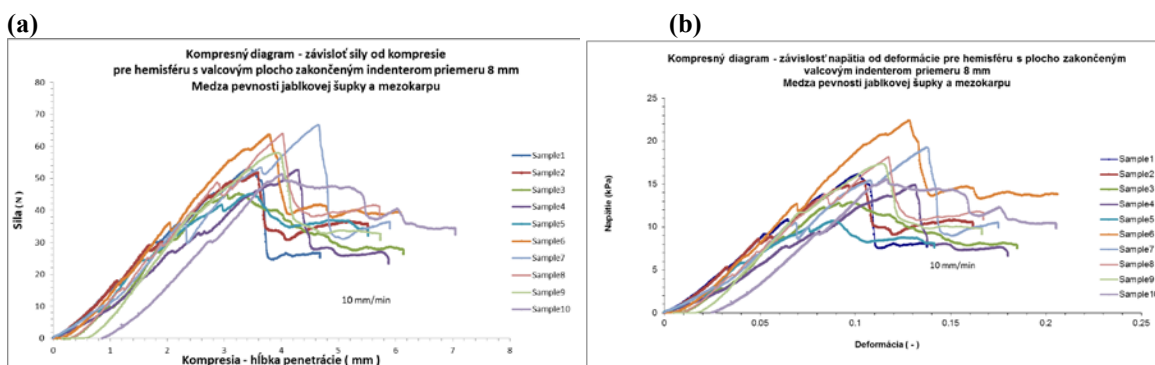 (a)
Kompresný diagram - závisloť sily od kompresie
pre hemisféru s valcovým plocho zakončeným indenterom priemeru 8 mm
Medza pevnosti jablkovej šupky a mezokarpu
80
70
60
50
40
30
20
10
0
Sila (N)
0 1 2 3 4 5 6 7 8
Kompresia - hĺbka penetrácie ( mm )
10 mm/min
Sample1
Sample2
Sample3
Sample4
Sample5
Sample6
Sample7
Sample8
Sample9
Sample10
(b)
Kompresný diagram - závislosť napätia od deformácie pre hemisféru s plocho zakončeným
valcovým indenterom priemeru 8 mm
Medza pevnosti jablkovej šupky a mezokarpu
25
20
15
10
5
0
Napätie (kPa)
0 0.05 0.1 0.15 0.2 0.25
Deformácia ( - )
10 mm/min
Sample1
Sample2
Sample3
Sample4
Sample5
Sample6
Sample7
Sample8
Sample9
Sample10